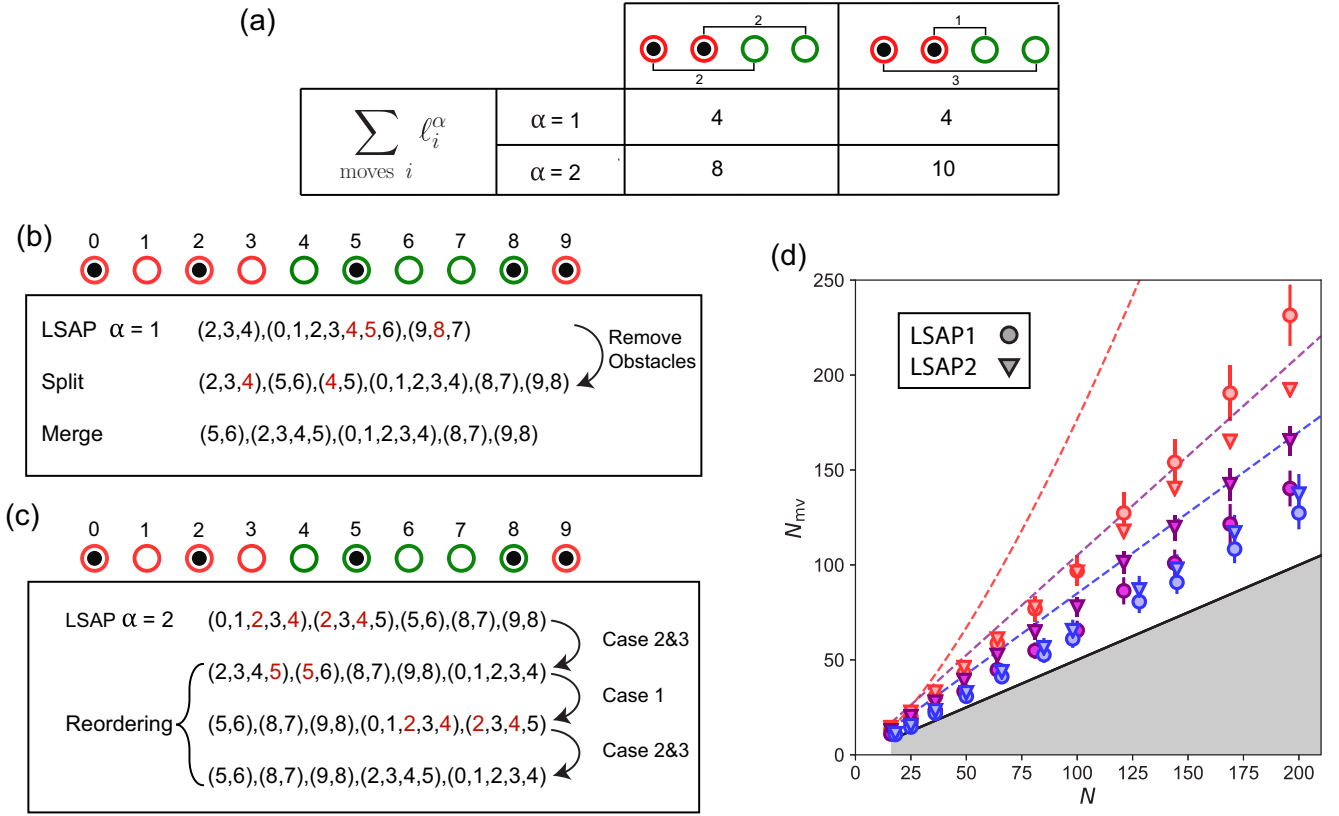 (a)
2
1
2
3
∑ moves i ℓ_i^α
α = 1
4
4
α = 2
8
10
(b)
0 1 2 3 4 5 6 7 8 9
LSAP α = 1 (2,3,4),(0,1,2,3,4,5,6),(9,8,7)
Remove
Obstacles
Split (2,3,4),(5,6),(4,5),(0,1,2,3,4),(8,7),(9,8)
Merge (5,6),(2,3,4,5),(0,1,2,3,4),(8,7),(9,8)
(c)
0 1 2 3 4 5 6 7 8 9
LSAP α = 2 (0,1,2,3,4),(2,3,4,5),(5,6),(8,7),(9,8)
Case 2&3
(2,3,4,5),(5,6),(8,7),(9,8),(0,1,2,3,4)
Case 1
Reordering (5,6),(8,7),(9,8),(0,1,2,3,4),(2,3,4,5)
Case 2&3
(5,6),(8,7),(9,8),(2,3,4,5),(0,1,2,3,4)
(d)
250
200
150
100
50
0
N_mv
LSAP1
LSAP2
0 25 50 75 100 125 150 175 200
N